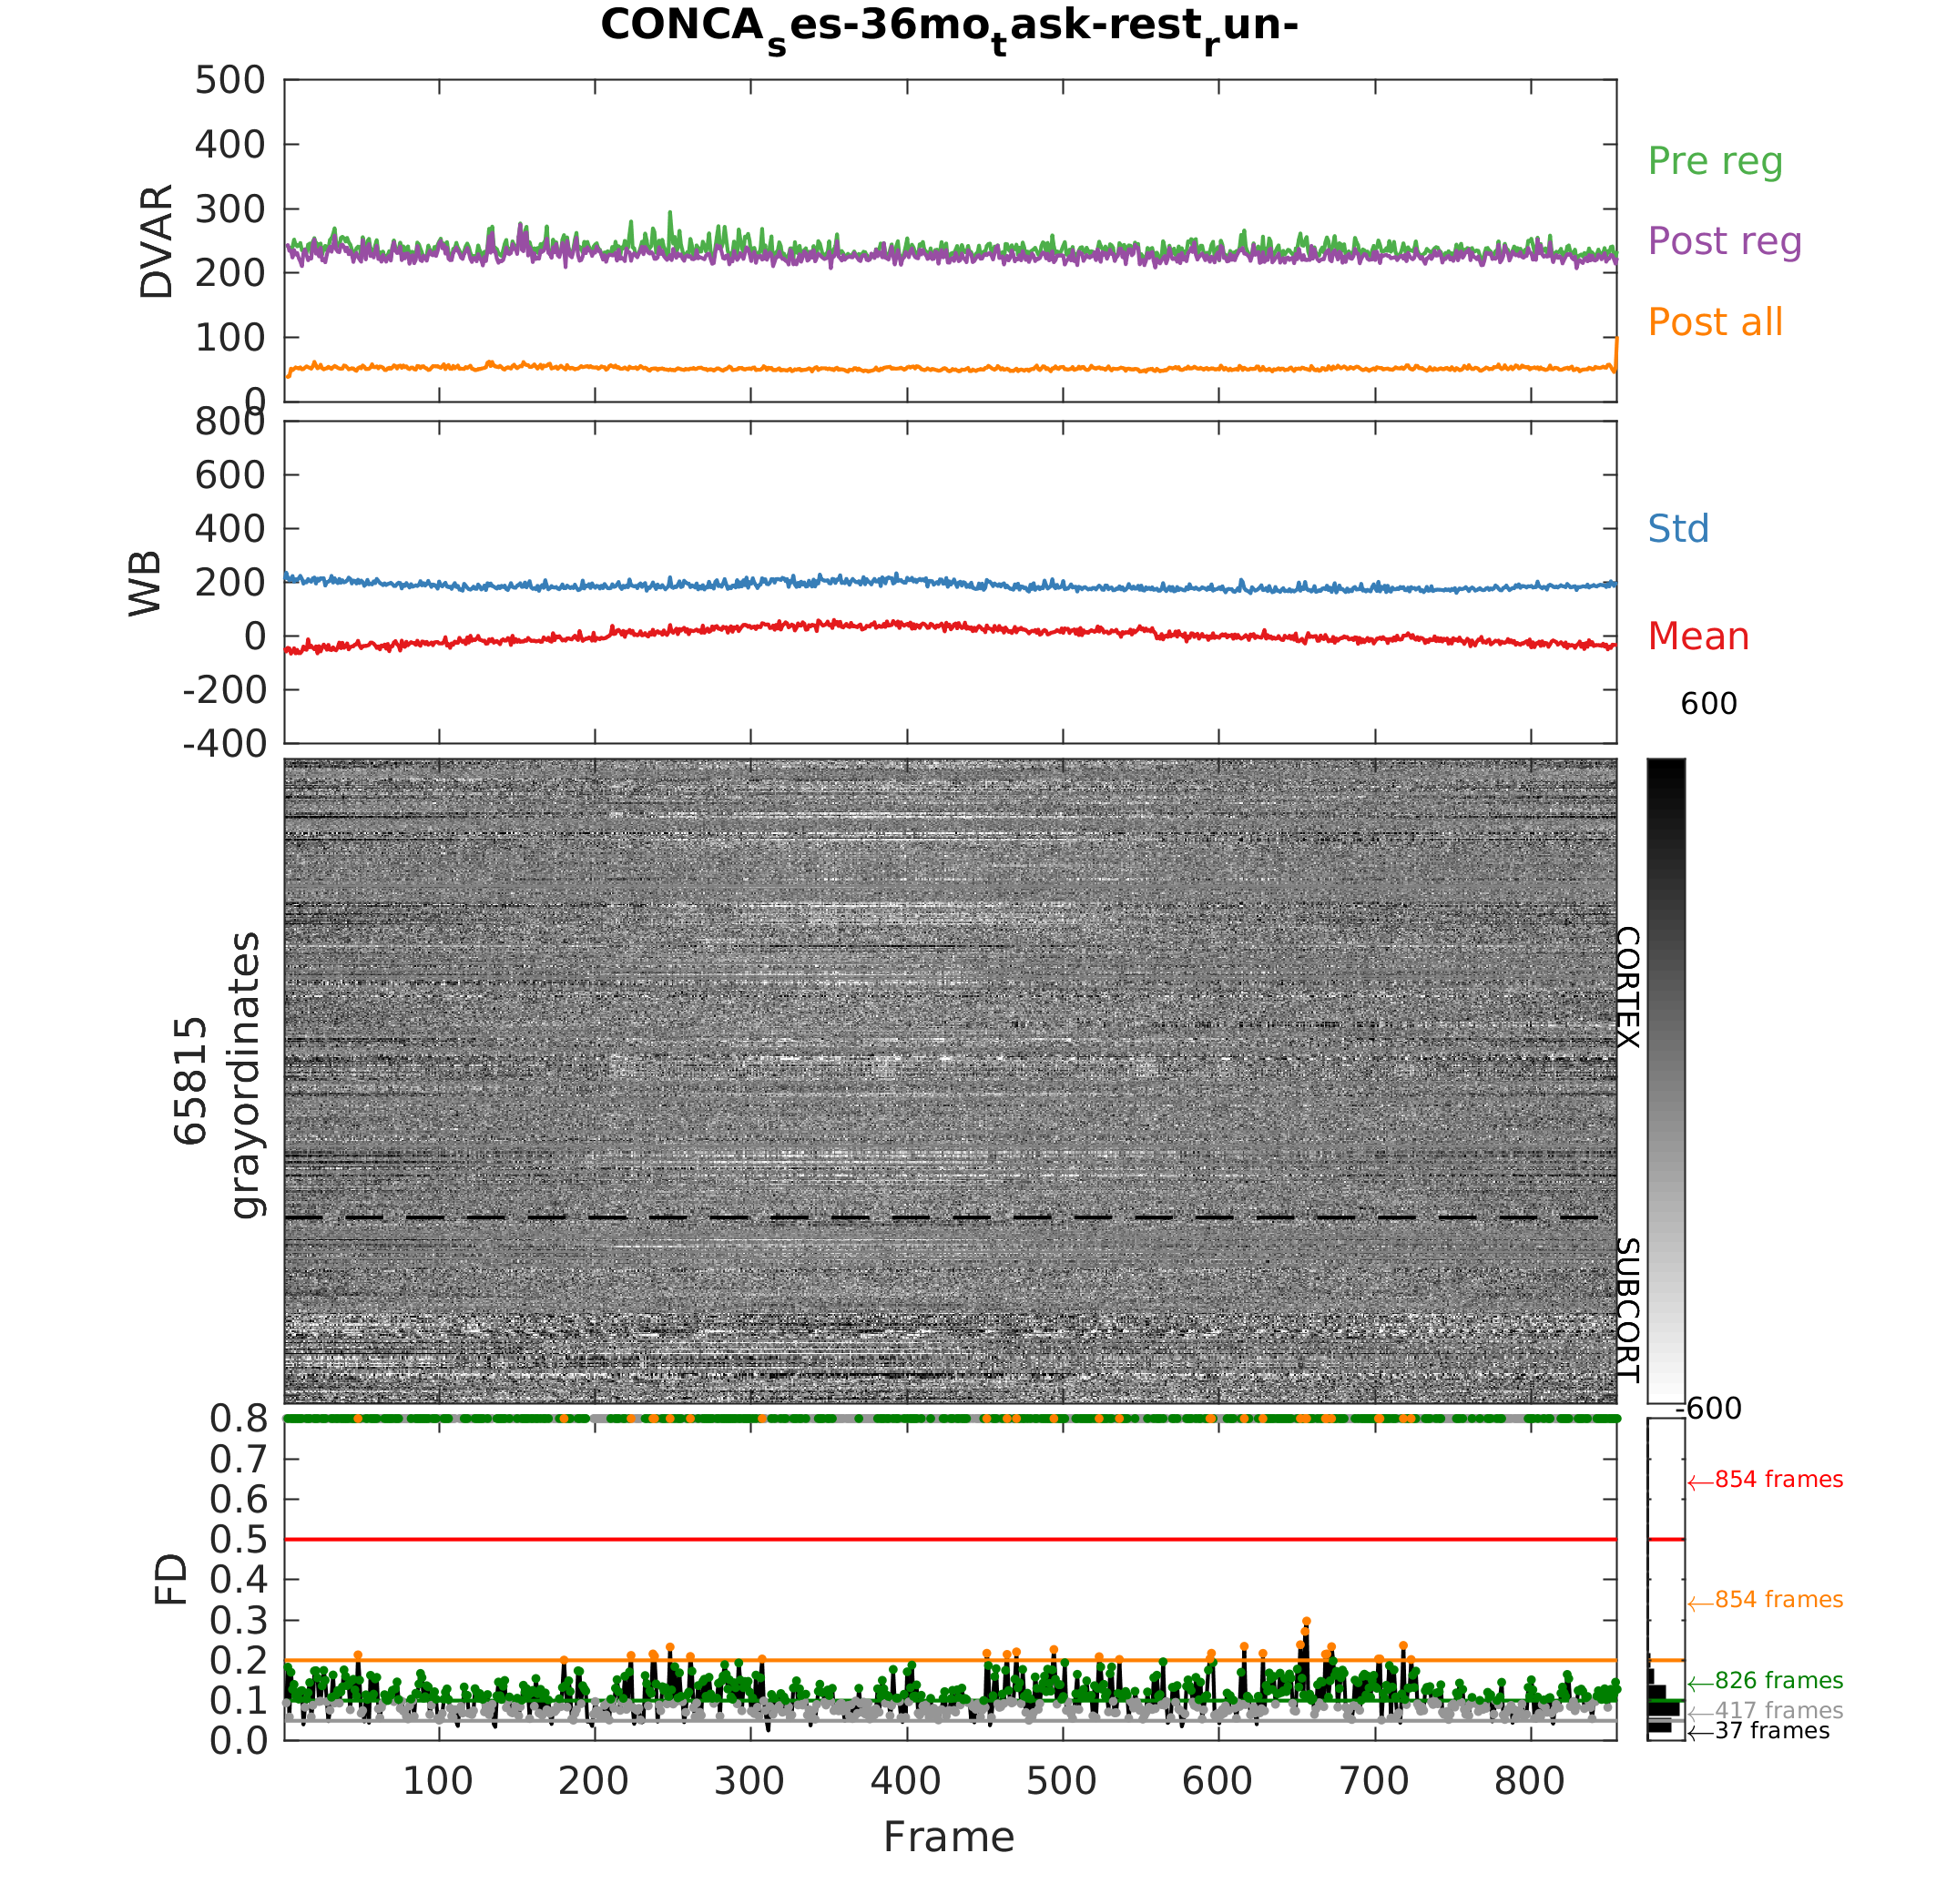 CONCAses-36motask-restrun-
500
400
300
200
100
0
DVAR
Pre reg
Post reg
Post all
800
600
400
200
0
-200
-400
WB
Std
Mean
600
65815
grayordinates
CORTEX
SUBCORT
-600
0.8
0.7
0.6
0.5
0.4
0.3
0.2
0.1
0.0
FD
←854 frames
←854 frames
←826 frames
←417 frames
←37 frames
100 200 300 400 500 600 700 800
Frame